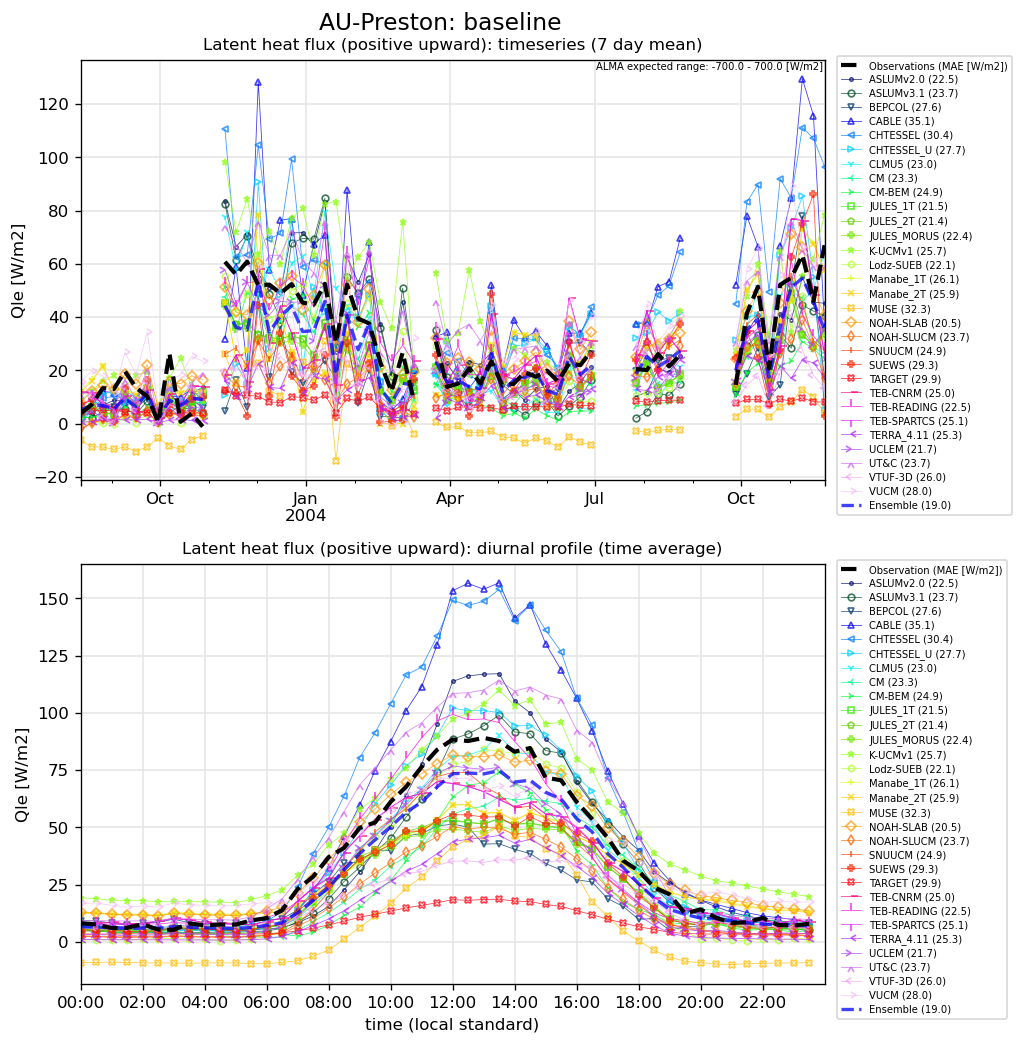 AU-Preston: baseline
Latent heat flux (positive upward): timeseries (7 day mean)
ALMA expected range: -700.0 - 700.0 [W/m2]
Qle [W/m2]
120
100
80
60
40
20
0
−20
Oct
Jan
2004
Apr
Jul
Oct
Observations (MAE [W/m2])
ASLUMv2.0 (22.5)
ASLUMv3.1 (23.7)
BEPCOL (27.6)
CABLE (35.1)
CHTESSEL (30.4)
CHTESSEL_U (27.7)
CLMU5 (23.0)
CM (23.3)
CM-BEM (24.9)
JULES_1T (21.5)
JULES_2T (21.4)
JULES_MORUS (22.4)
K-UCMv1 (25.7)
Lodz-SUEB (22.1)
Manabe_1T (26.1)
Manabe_2T (25.9)
MUSE (32.3)
NOAH-SLAB (20.5)
NOAH-SLUCM (23.7)
SNUUCM (24.9)
SUEWS (29.3)
TARGET (29.9)
TEB-CNRM (25.0)
TEB-READING (22.5)
TEB-SPARTCS (25.1)
TERRA_4.11 (25.3)
UCLEM (21.7)
UT&C (23.7)
VTUF-3D (26.0)
VUCM (28.0)
Ensemble (19.0)
Latent heat flux (positive upward): diurnal profile (time average)
Qle [W/m2]
150
125
100
75
50
25
0
00:00
02:00
04:00
06:00
08:00
10:00
12:00
14:00
16:00
18:00
20:00
22:00
time (local standard)
Observation (MAE [W/m2])
ASLUMv2.0 (22.5)
ASLUMv3.1 (23.7)
BEPCOL (27.6)
CABLE (35.1)
CHTESSEL (30.4)
CHTESSEL_U (27.7)
CLMU5 (23.0)
CM (23.3)
CM-BEM (24.9)
JULES_1T (21.5)
JULES_2T (21.4)
JULES_MORUS (22.4)
K-UCMv1 (25.7)
Lodz-SUEB (22.1)
Manabe_1T (26.1)
Manabe_2T (25.9)
MUSE (32.3)
NOAH-SLAB (20.5)
NOAH-SLUCM (23.7)
SNUUCM (24.9)
SUEWS (29.3)
TARGET (29.9)
TEB-CNRM (25.0)
TEB-READING (22.5)
TEB-SPARTCS (25.1)
TERRA_4.11 (25.3)
UCLEM (21.7)
UT&C (23.7)
VTUF-3D (26.0)
VUCM (28.0)
Ensemble (19.0)